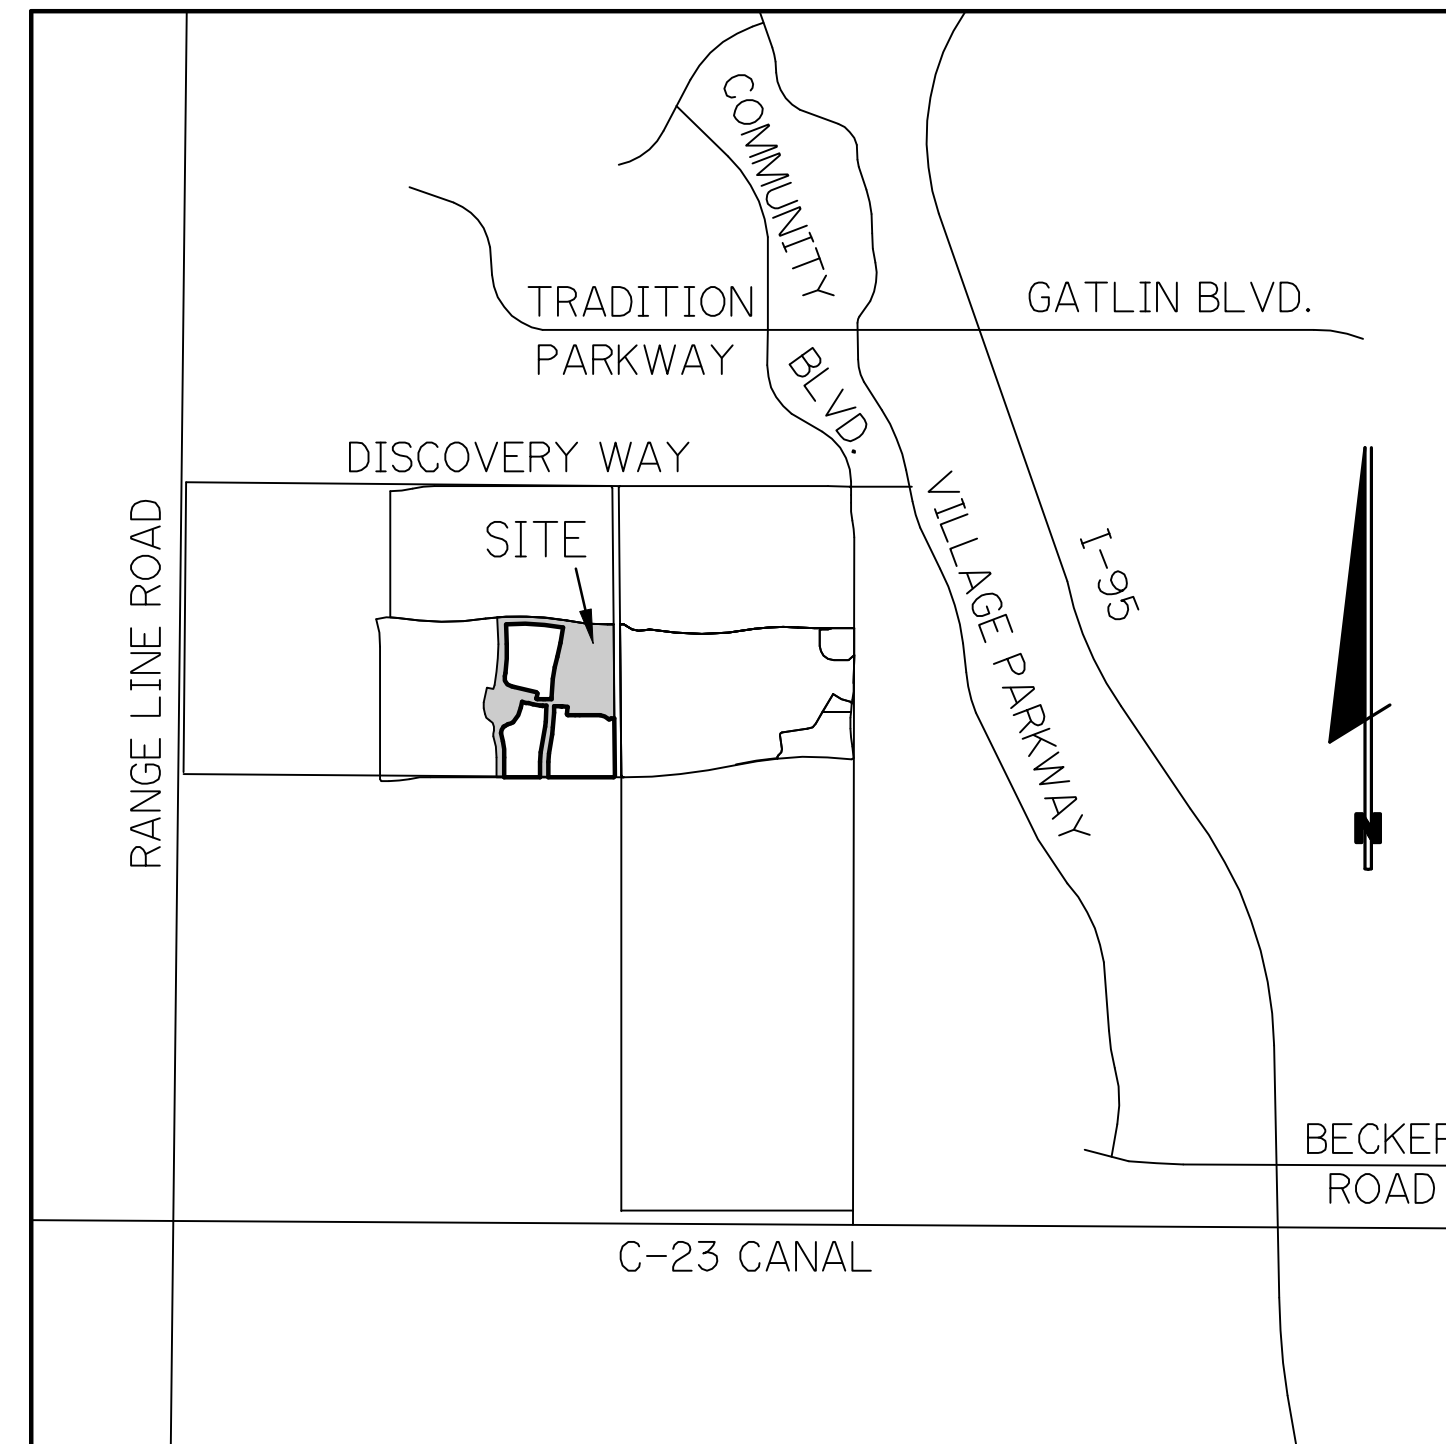 COMMUNITY
BLVD.
TRADITION
PARKWAY
GATLIN BLVD.
DISCOVERY WAY
SITE
RANGE LINE ROAD
VILLAGE PARKWAY
I-95
N
BECKER
ROAD
C-23 CANAL